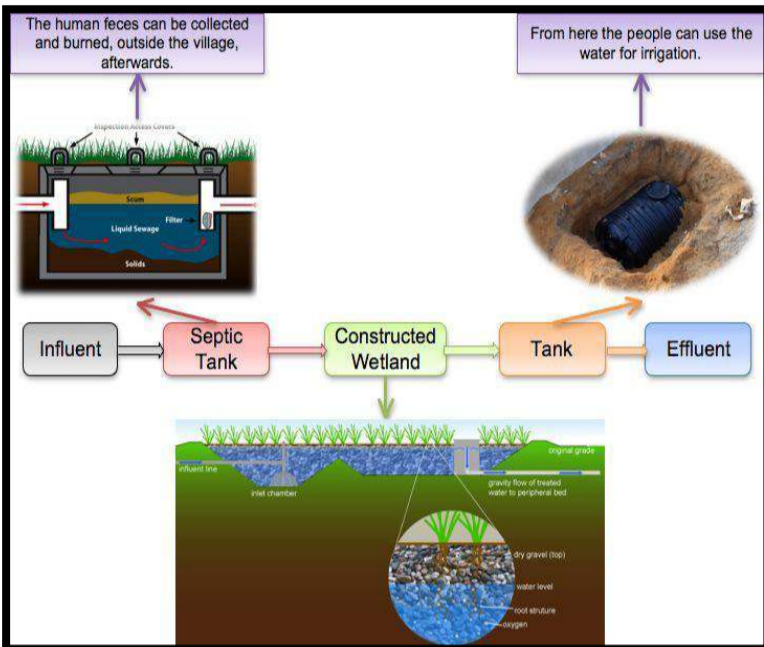 The human feces can be collected
and burned, outside the village,
afterwards.
From here the people can use the
water for irrigation.
Inspection Access Covers
Scum
Filter
Liquid Sewage
Solids
Influent
Septic
Tank
Constructed
Wetland
Tank
Effluent
original grade
influent line
inlet chamber
gravity flow of treated
water to peripheral bed
dry gravel (top)
water level
root struture
oxygen